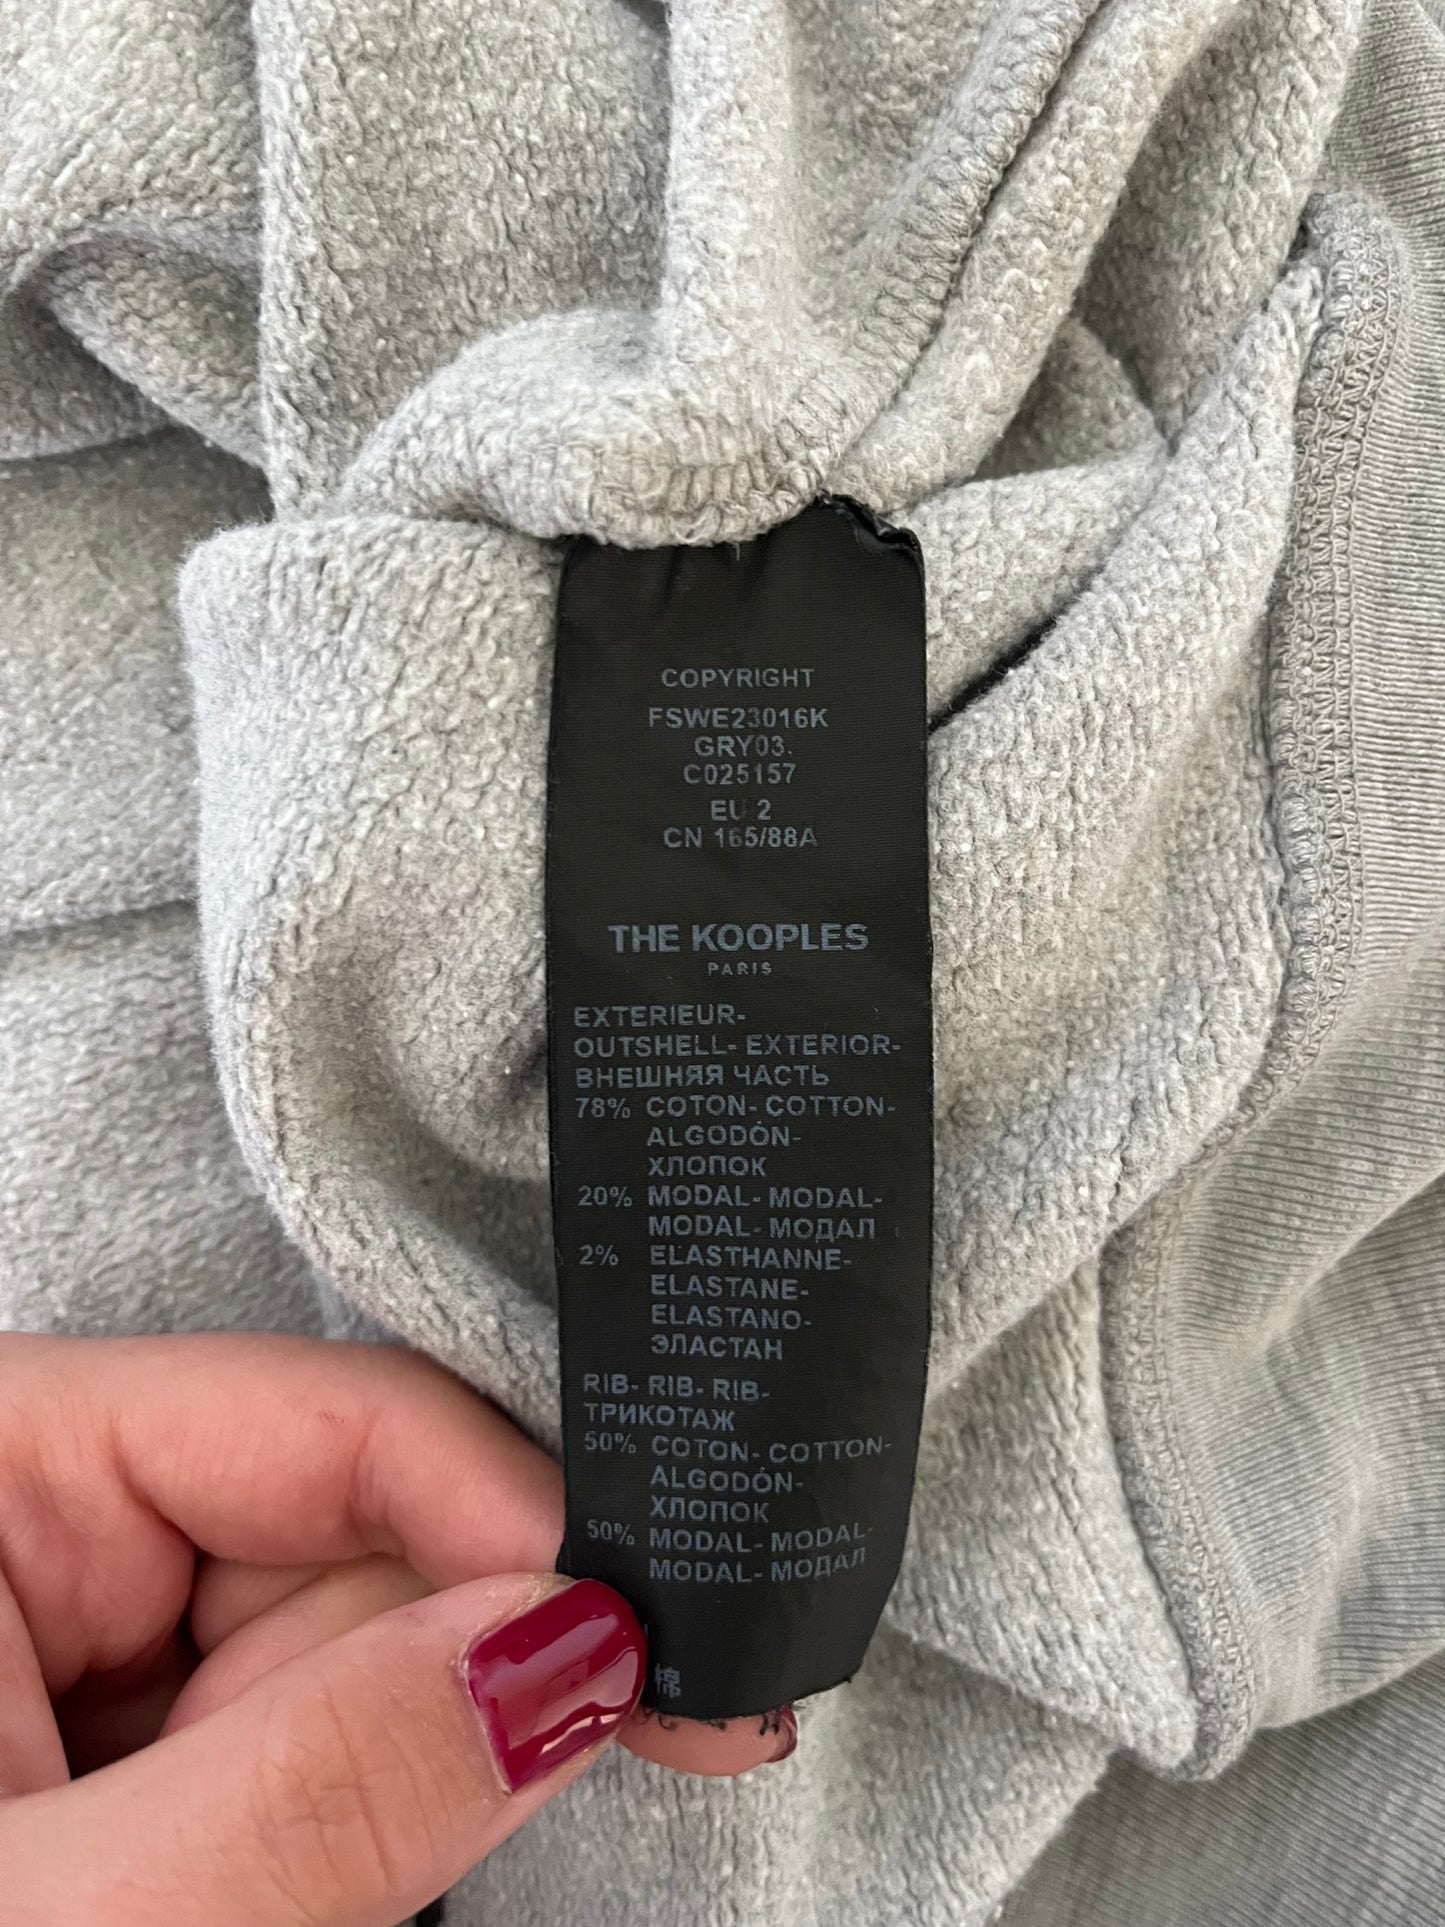 COPYRIGHT
FSWE23016K
GRY03.
C025157
EU 2
CN 165/88A
THE KOOPLES
PARIS
EXTERIEUR-
OUTSHELL- EXTERIOR-
ВНЕШНЯЯ ЧАСТЬ
78% COTON- COTTON-
ALGODÓN-
ХЛОПОК
20% MODAL- MODAL-
MODAL- МОДАЛ
2% ELASTHANNE-
ELASTANE-
ELASTANO-
ЭЛАСТАН
RIB- RIB- RIB-
ТРИКОТАЖ
50% COTON- COTTON-
ALGODÓN-
ХЛОПОК
50% MODAL- MODAL-
MODAL- МОДАЛ
棉